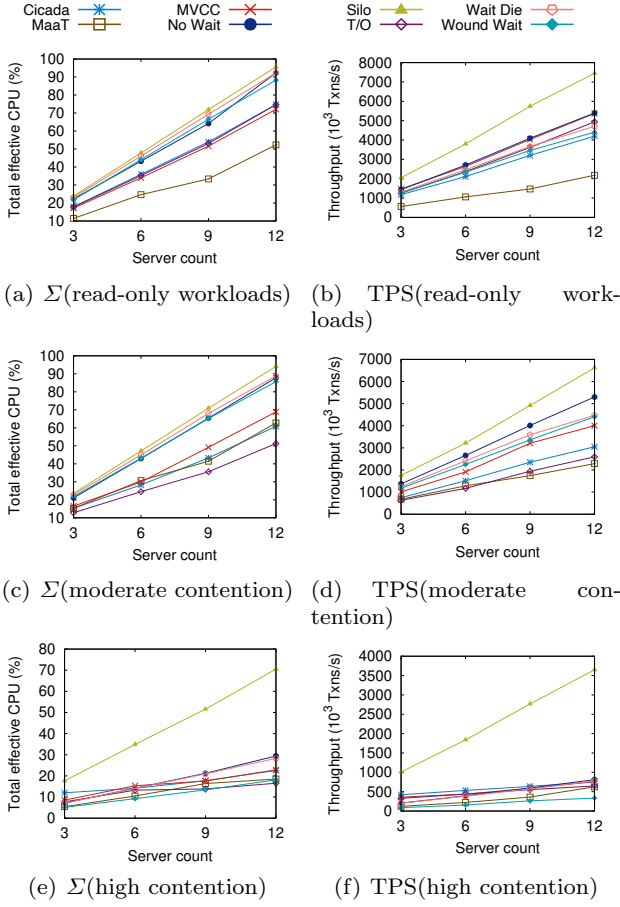 Cicada MVCC Silo Wait Die
MaaT No Wait T/O Wound Wait
Total effective CPU (%)
100
90
80
70
60
50
40
30
20
10
3 6 9 12
Server count
Throughput (10³ Txns/s)
8000
7000
6000
5000
4000
3000
2000
1000
0
3 6 9 12
Server count
(a) Σ(read-only workloads)
(b) TPS(read-only work-
loads)
Total effective CPU (%)
100
90
80
70
60
50
40
30
20
10
3 6 9 12
Server count
Throughput (10³ Txns/s)
7000
6000
5000
4000
3000
2000
1000
0
3 6 9 12
Server count
(c) Σ(moderate contention)
(d) TPS(moderate con-
tention)
Total effective CPU (%)
80
70
60
50
40
30
20
10
0
3 6 9 12
Server count
Throughput (10³ Txns/s)
4000
3500
3000
2500
2000
1500
1000
500
0
3 6 9 12
Server count
(e) Σ(high contention)
(f) TPS(high contention)